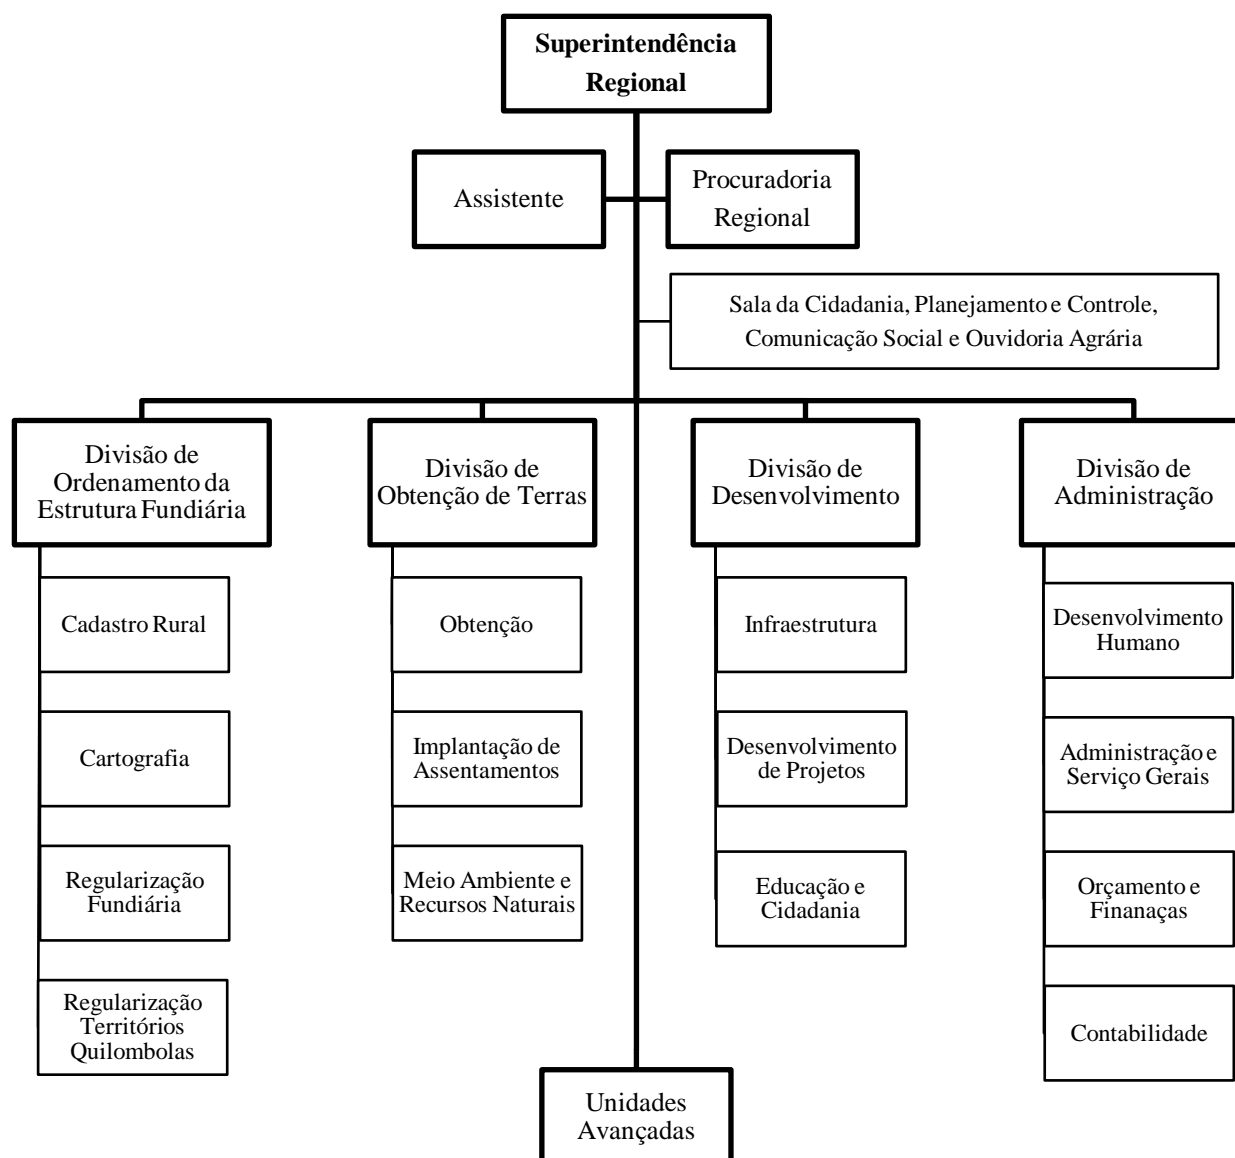 Superintendência
Regional
Assistente
Procuradoria
Regional
Sala da Cidadania, Planejamento e Controle,
Comunicação Social e Ouvidoria Agrária
Divisão de
Ordenamento da
Estrutura Fundiária
Divisão de
Obtenção de Terras
Divisão de
Desenvolvimento
Divisão de
Administração
Cadastro Rural
Obtenção
Infraestrutura
Desenvolvimento
Humano
Cartografia
Implantação de
Assentamentos
Desenvolvimento
de Projetos
Administração e
Serviço Gerais
Regularização
Fundiária
Meio Ambiente e
Recursos Naturais
Educação e
Cidadania
Orçamento e
Finanaças
Regularização
Territórios
Quilombolas
Contabilidade
Unidades
Avançadas